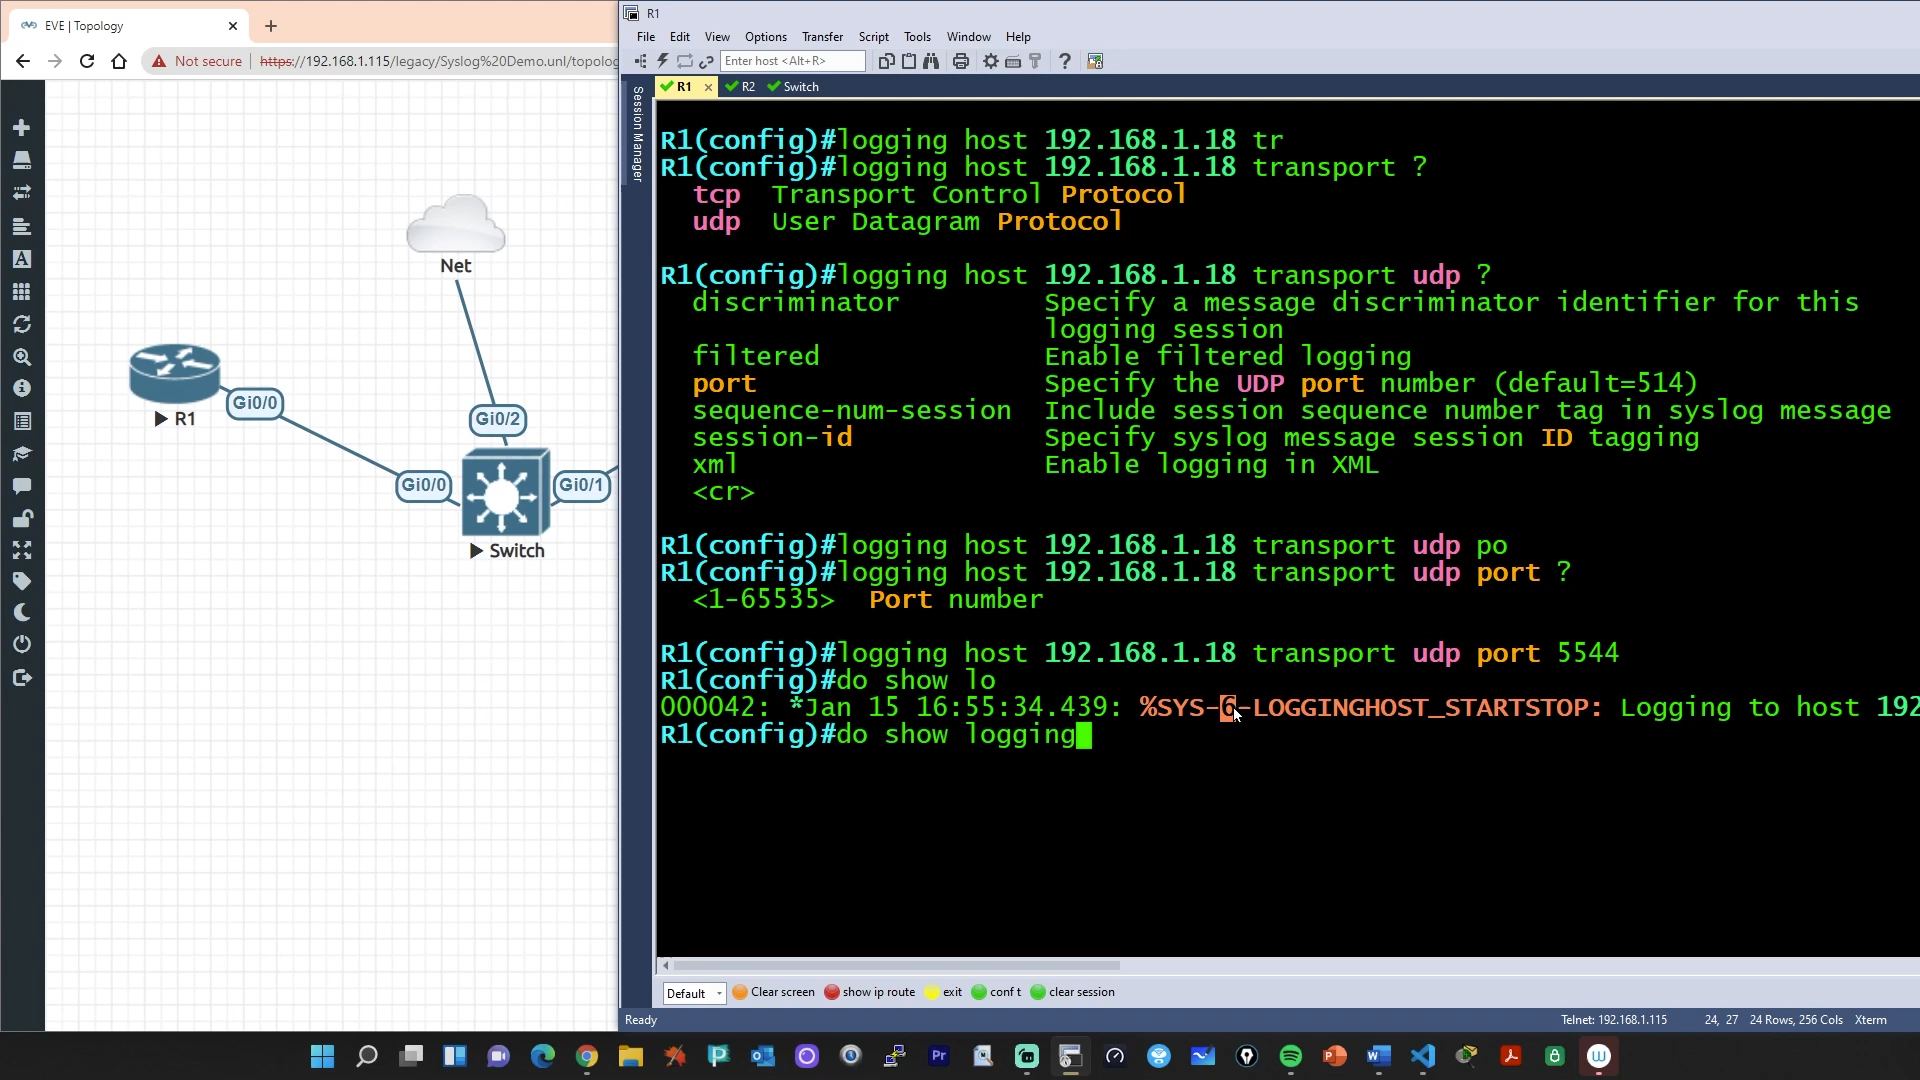 EVE | Topology
Not secure | https://192.168.1.115/legacy/Syslog%20Demo.unl/topolo
Net
R1
Gi0/0
Gi0/2
Gi0/0
Gi0/1
Switch
R1
File Edit View Options Transfer Script Tools Window Help
Enter host <Alt+R>
Session Manager
R1 R2 Switch
R1(config)#logging host 192.168.1.18 tr
R1(config)#logging host 192.168.1.18 transport ?
tcp Transport Control Protocol
udp User Datagram Protocol
R1(config)#logging host 192.168.1.18 transport udp ?
discriminator Specify a message discriminator identifier for this
logging session
filtered Enable filtered logging
port Specify the UDP port number (default=514)
sequence-num-session Include session sequence number tag in syslog message
session-id Specify syslog message session ID tagging
xml Enable logging in XML
<cr>
R1(config)#logging host 192.168.1.18 transport udp po
R1(config)#logging host 192.168.1.18 transport udp port ?
<1-65535> Port number
R1(config)#logging host 192.168.1.18 transport udp port 5544
R1(config)#do show lo
000042: *Jan 15 16:55:34.439: %SYS-6-LOGGINGHOST_STARTSTOP: Logging to host 192
R1(config)#do show logging
Default Clear screen show ip route exit conf t clear session
Ready Telnet: 192.168.1.115 24, 27 24 Rows, 256 Cols Xterm